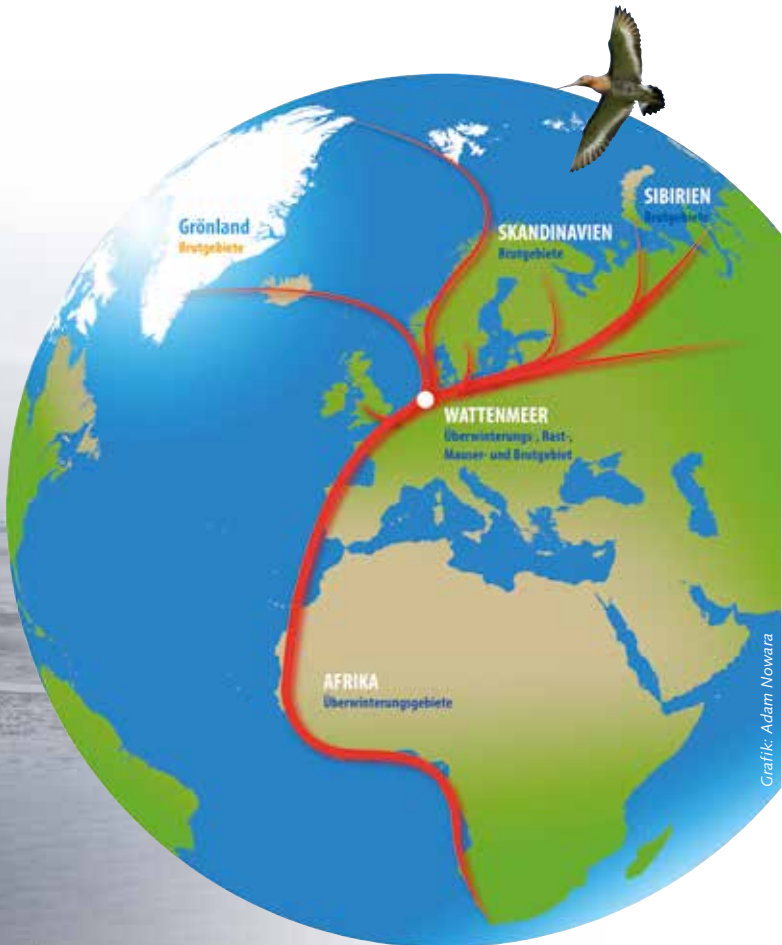 Grönland
Brutgebiete
SIBIRIEN
Brutgebiete
SKANDINAVIEN
Brutgebiete
WATTENMEER
Überwinterungs-, Rast-,
Mauser- und Brutgebiet
AFRIKA
Überwinterungsgebiete
Grafik: Adam Nowara